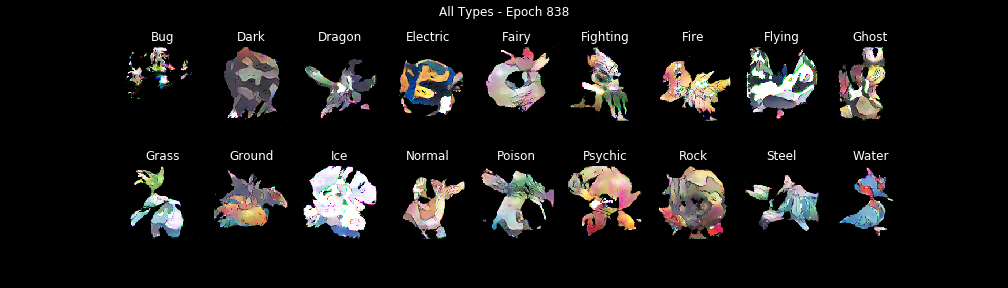 All Types - Epoch 838
Bug Dark Dragon Electric Fairy Fighting Fire Flying Ghost
Grass Ground Ice Normal Poison Psychic Rock Steel Water